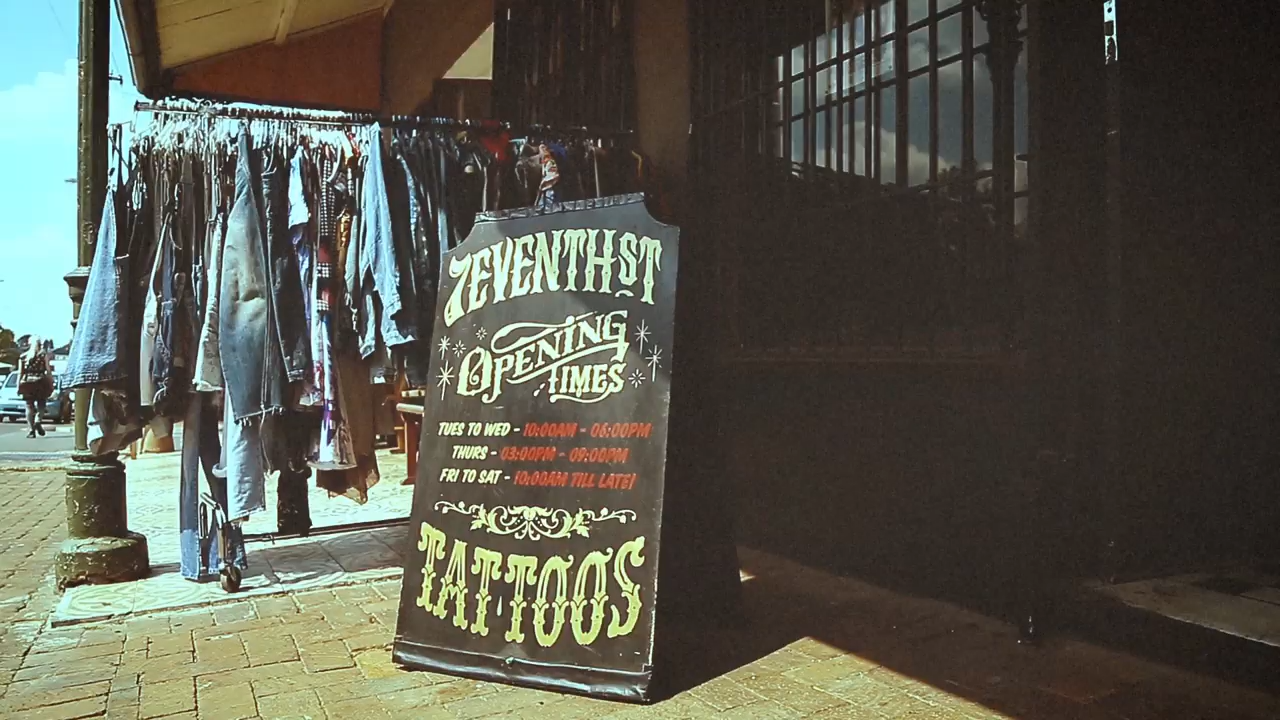 7EVENTH ST
OPENING
TIMES
TUES TO WED - 10:00AM - 06:00PM
THURS - 03:00PM - 09:00PM
FRI TO SAT - 10:00AM TILL LATE!
TATTOOS